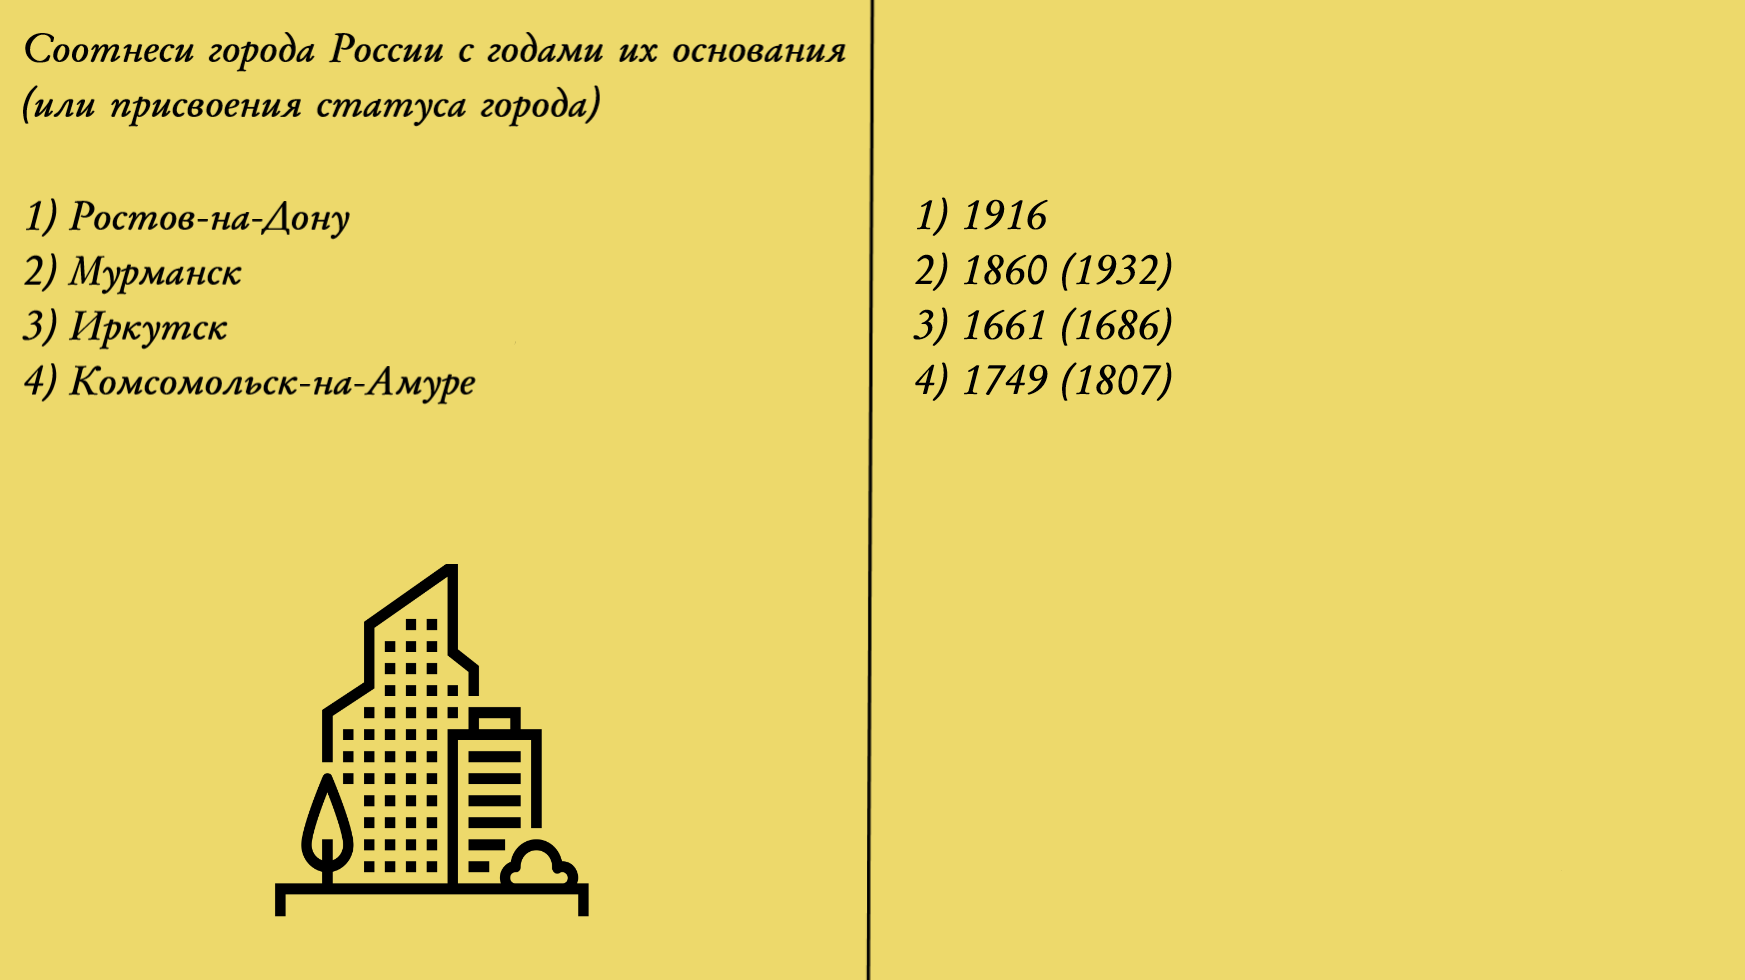 Соотнеси города России с годами их основания
(или присвоения статуса города)
1) Ростов-на-Дону
2) Мурманск
3) Иркутск
4) Комсомольск-на-Амуре
1) 1916
2) 1860 (1932)
3) 1661 (1686)
4) 1749 (1807)